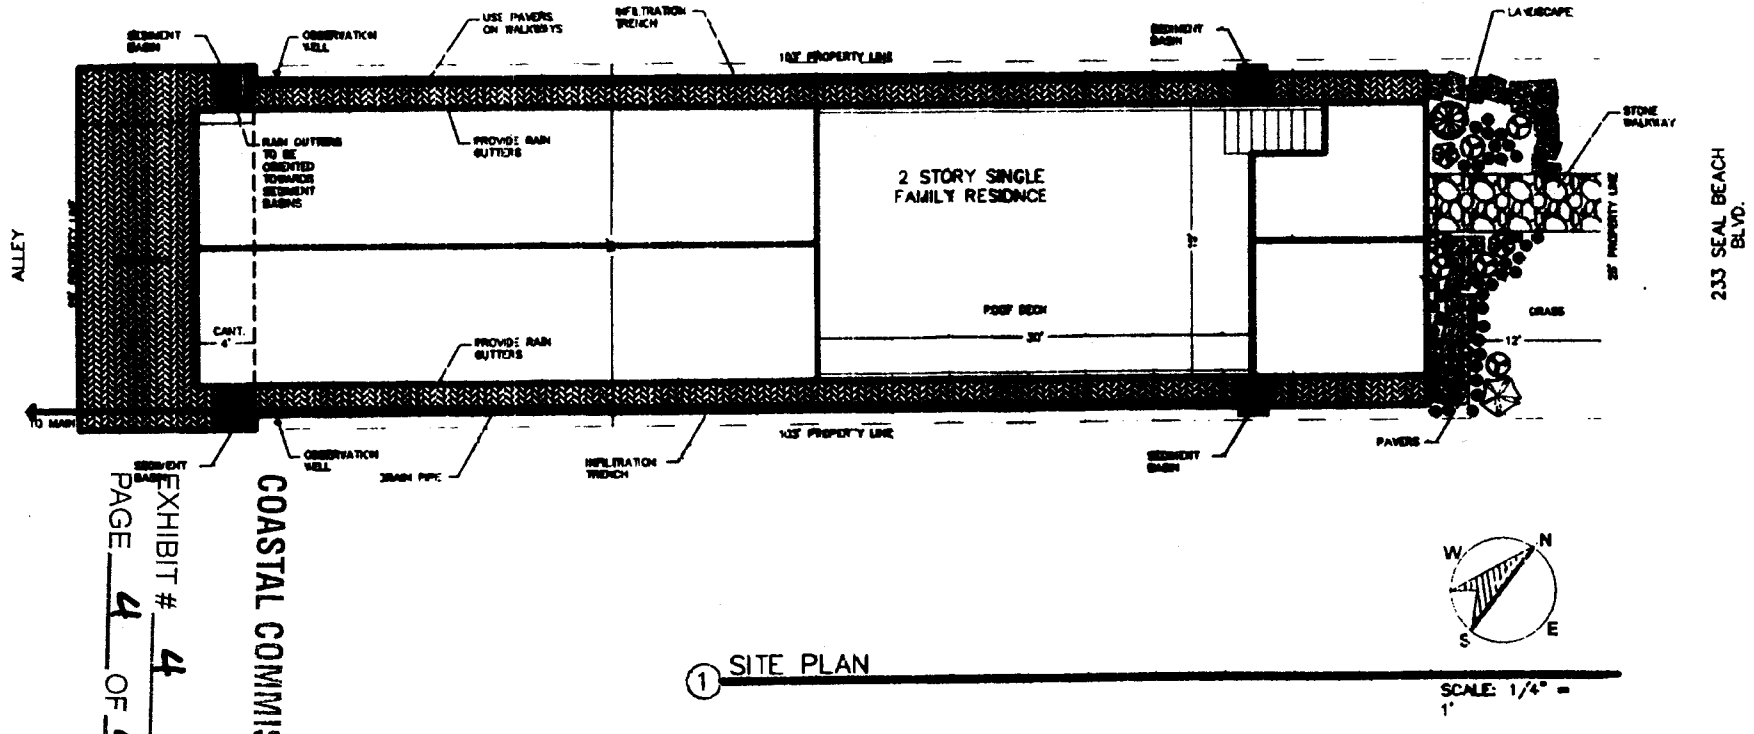 SEDIMENT
BASIN
OBSERVATION
WELL
USE PAVERS
ON WALKWAYS
INFILTRATION
TRENCH
103' PROPERTY LINE
SEDIMENT
BASIN
LANDSCAPE
STONE
WALKWAY
RAIN GUTTERS
TO BE
ORIENTED
TOWARDS
SEDIMENT
BASINS
PROVIDE RAIN
GUTTERS
2 STORY SINGLE
FAMILY RESIDNCE
ALLEY
25' PROPERTY LINE
233 SEAL BEACH
BLVD.
ROOF DECK
30'
GRASS
12'
CANT.
4'
PROVIDE RAIN
GUTTERS
TO MAIN
103' PROPERTY LINE
PAVERS
SEDIMENT
BASIN
OBSERVATION
WELL
DRAIN PIPE
INFILTRATION
TRENCH
SEDIMENT
BASIN
COASTAL COMMIS
EXHIBIT # 4
PAGE 4 OF
W
N
S
E
1 SITE PLAN
SCALE: 1/4" =
1'